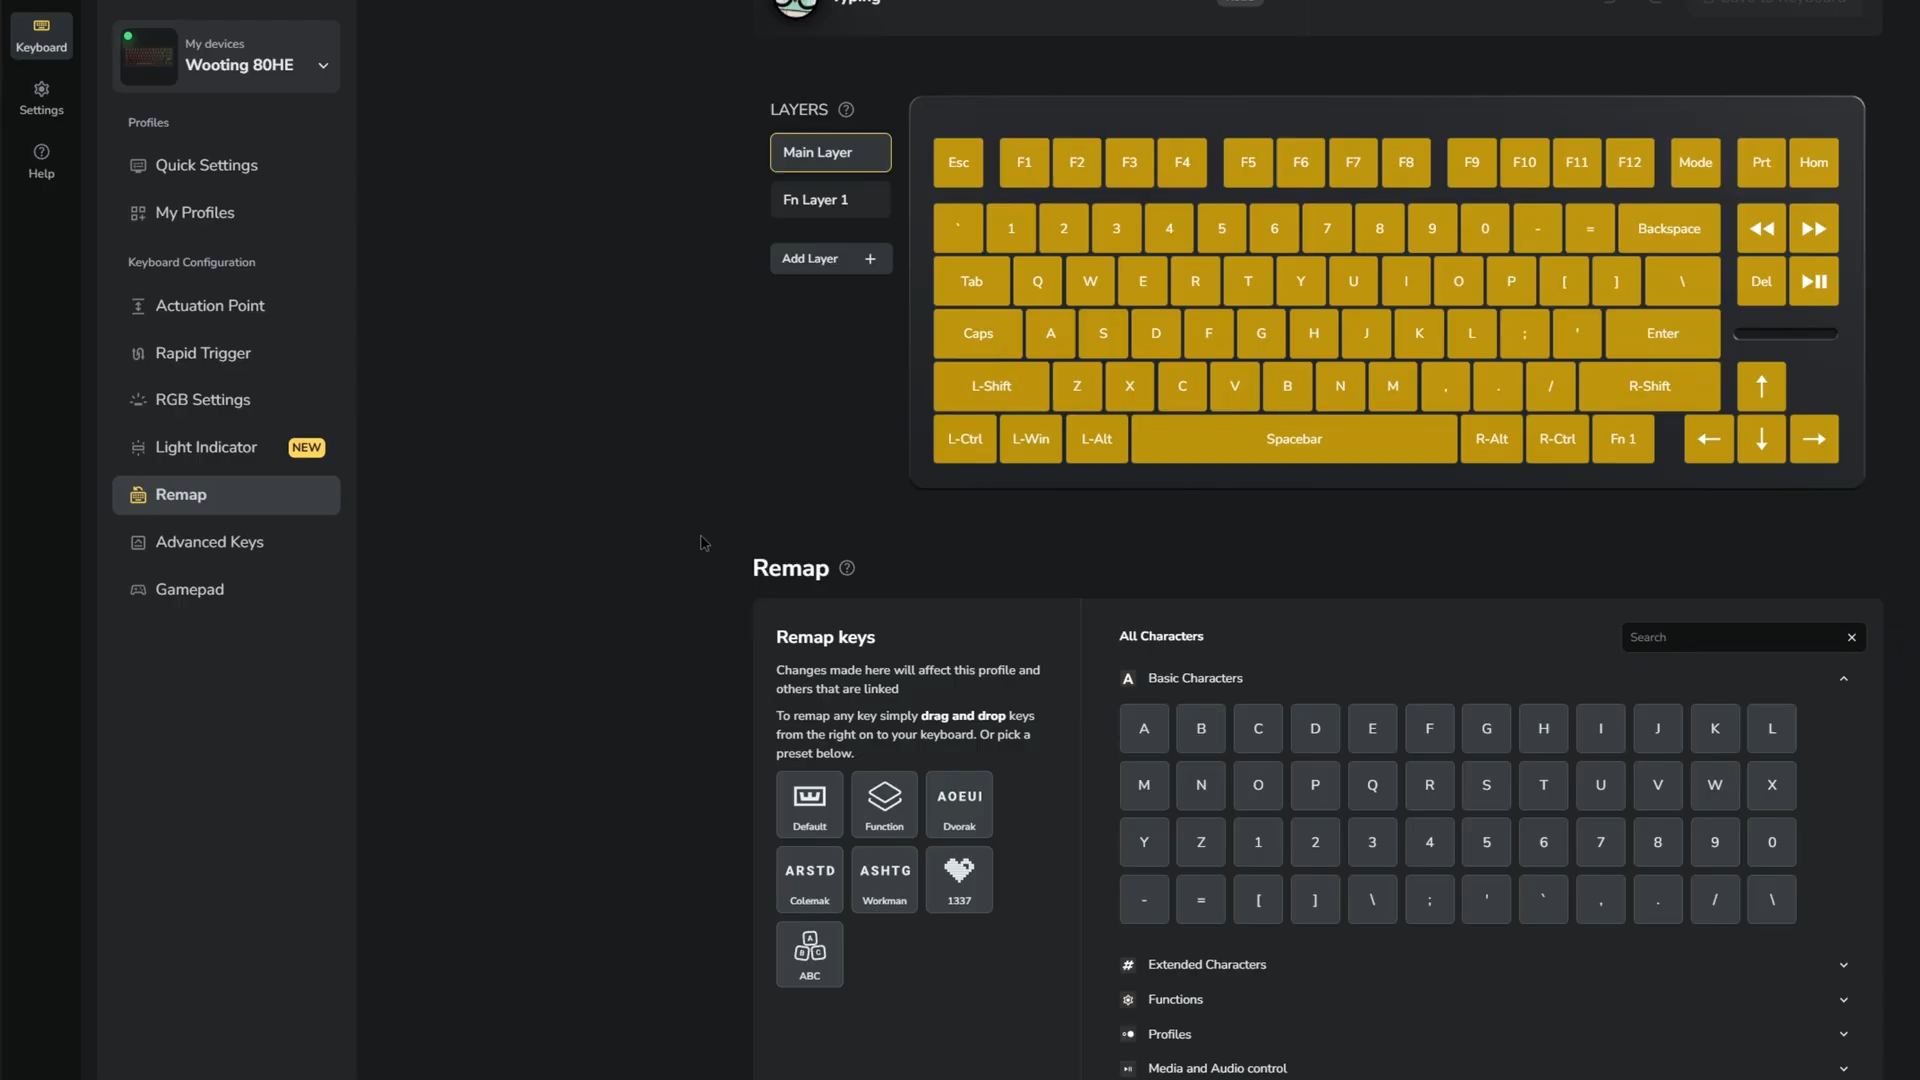 Keyboard
Settings
Help
My devices
Wooting 80HE
Profiles
Quick Settings
My Profiles
Keyboard Configuration
Actuation Point
Rapid Trigger
RGB Settings
Light Indicator NEW
Remap
Advanced Keys
Gamepad
Typing
LAYERS
Main Layer
Fn Layer 1
Add Layer +
Esc F1 F2 F3 F4 F5 F6 F7 F8 F9 F10 F11 F12 Mode Prt Hom
` 1 2 3 4 5 6 7 8 9 0 - = Backspace
Tab Q W E R T Y U I O P [ ] \ Del
Caps A S D F G H J K L ; ' Enter
L-Shift Z X C V B N M , . / R-Shift ↑
L-Ctrl L-Win L-Alt Spacebar R-Alt R-Ctrl Fn 1 ← ↓ →
Remap
Remap keys
Changes made here will affect this profile and
others that are linked
To remap any key simply drag and drop keys
from the right on to your keyboard. Or pick a
preset below.
Default
Function
AOEUI
Dvorak
ARSTD
Colemak
ASHTG
Workman
1337
A
B C
ABC
All Characters
Search
A Basic Characters
A B C D E F G H I J K L
M N O P Q R S T U V W X
Y Z 1 2 3 4 5 6 7 8 9 0
- = [ ] \ ; ' ` , . / \
# Extended Characters
Functions
Profiles
Media and Audio control